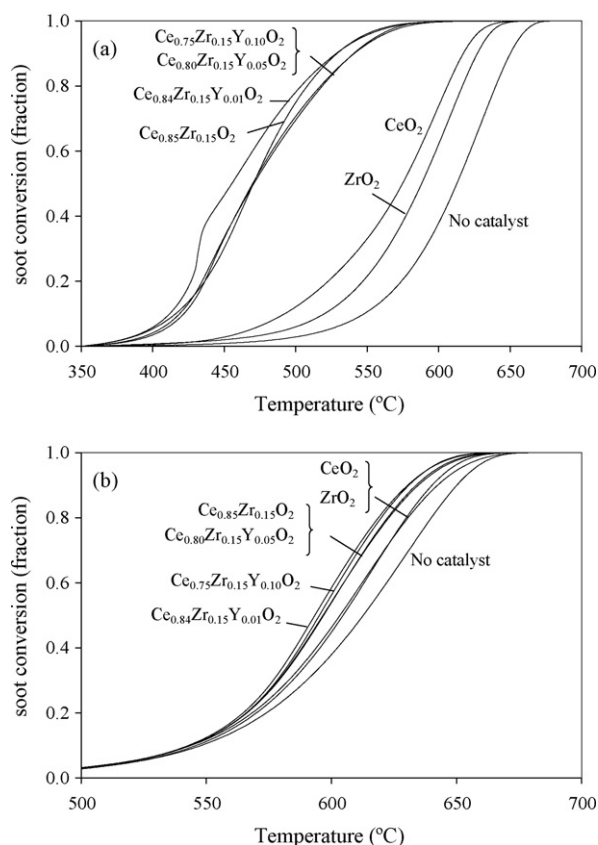 (a)
Ce0.75Zr0.15Y0.10O2
Ce0.80Zr0.15Y0.05O2
Ce0.84Zr0.15Y0.01O2
Ce0.85Zr0.15O2
CeO2
ZrO2
No catalyst
soot conversion (fraction)
1.0
0.8
0.6
0.4
0.2
0.0
350 400 450 500 550 600 650 700
Temperature (ºC)
(b)
CeO2
ZrO2
Ce0.85Zr0.15O2
Ce0.80Zr0.15Y0.05O2
No catalyst
Ce0.75Zr0.15Y0.10O2
Ce0.84Zr0.15Y0.01O2
soot conversion (fraction)
1.0
0.8
0.6
0.4
0.2
0.0
500 550 600 650 700
Temperature (ºC)